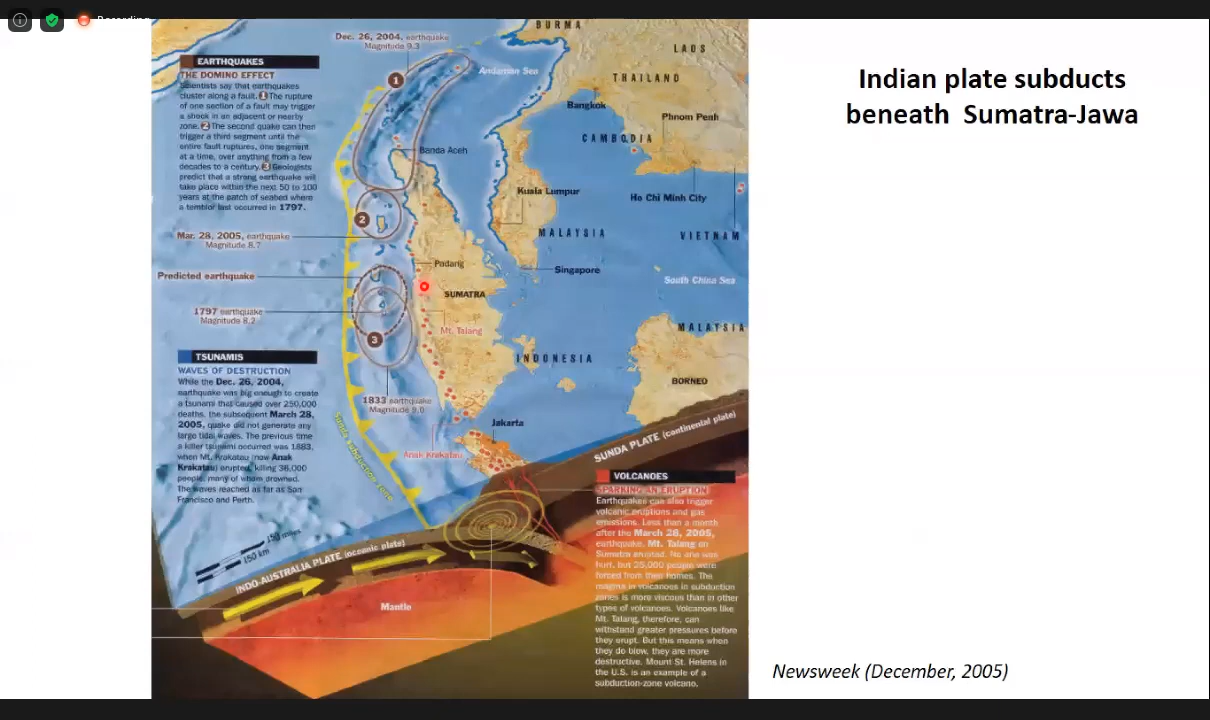 Recording
Indian plate subducts
beneath Sumatra-Jawa
Newsweek (December, 2005)
EARTHQUAKES
THE DOMINO EFFECT
Scientists say that earthquakes
cluster along a fault. 1 The rupture
of one section of a fault may trigger
a shock in an adjacent or nearby
zone. 2 The second quake can then
trigger a third segment until the
entire fault ruptures, one segment
at a time, over anything from a few
decades to a century. 3 Geologists
predict that a strong earthquake will
take place within the next 50 to 100
years at the patch of seabed where
a temblor last occurred in 1797.
Dec. 26, 2004, earthquake
Magnitude 9.3
1
2
3
Mar. 28, 2005, earthquake
Magnitude 8.7
Predicted earthquake
1797 earthquake
Magnitude 8.2
1833 earthquake
Magnitude 9.0
BURMA
LAOS
Andaman Sea
THAILAND
Bangkok
Phnom Penh
CAMBODIA
Banda Aceh
Kuala Lumpur
Ho Chi Minh City
MALAYSIA
VIETNAM
Padang
Singapore
South China Sea
SUMATRA
Mt. Talang
MALAYSIA
INDONESIA
BORNEO
Jakarta
Anak Krakatau
Sunda Subduction Zone
TSUNAMIS
WAVES OF DESTRUCTION
While the Dec. 26, 2004,
earthquake was big enough to create
a tsunami that caused over 250,000
deaths, the subsequent March 28,
2005, quake did not generate any
large tidal waves. The previous time
a killer tsunami occurred was 1883,
when Mt. Krakatau (now Anak
Krakatau) erupted, killing 36,000
people, many of whom drowned.
The waves reached as far as San
Francisco and Perth.
150 miles
150 km
INDO-AUSTRALIA PLATE (oceanic plate)
SUNDA PLATE (continental plate)
Mantle
VOLCANOES
SPARKING AN ERUPTION
Earthquakes can also trigger
volcanic eruptions and gas
emissions. Less than a month
after the March 28, 2005,
earthquake, Mt. Talang on
Sumatra erupted. No one was
hurt, but 25,000 people were
forced from their homes. The
magma in volcanoes in subduction
zones is more viscous than in other
types of volcanoes. Volcanoes like
Mt. Talang, therefore, can
withstand greater pressures before
they erupt. But this means when
they do blow, they are more
destructive. Mount St. Helens in
the U.S. is an example of a
subduction-zone volcano.